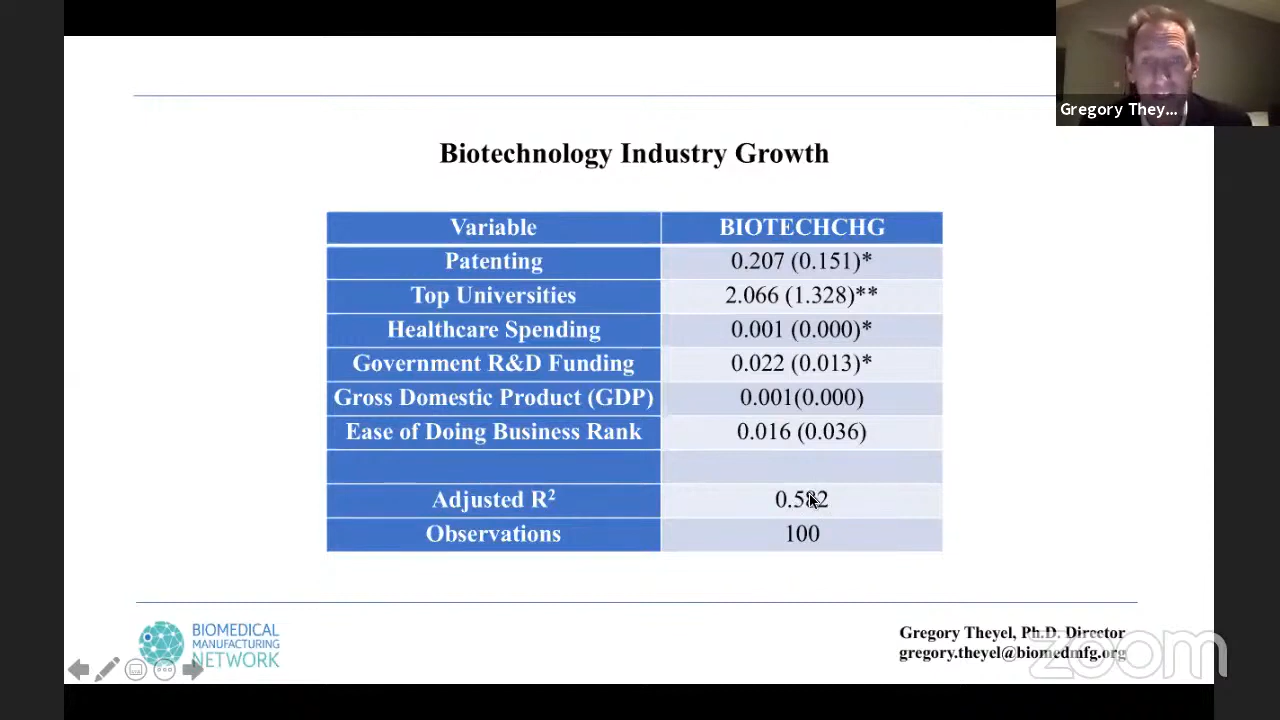 Gregory They...
Biotechnology Industry Growth
Variable BIOTECHCHG
Patenting 0.207 (0.151)*
Top Universities 2.066 (1.328)**
Healthcare Spending 0.001 (0.000)*
Government R&D Funding 0.022 (0.013)*
Gross Domestic Product (GDP) 0.001(0.000)
Ease of Doing Business Rank 0.016 (0.036)
Adjusted R² 0.582
Observations 100
BIOMEDICAL
MANUFACTURING
NETWORK
Gregory Theyel, Ph.D. Director
gregory.theyel@biomedmfg.org
zoom